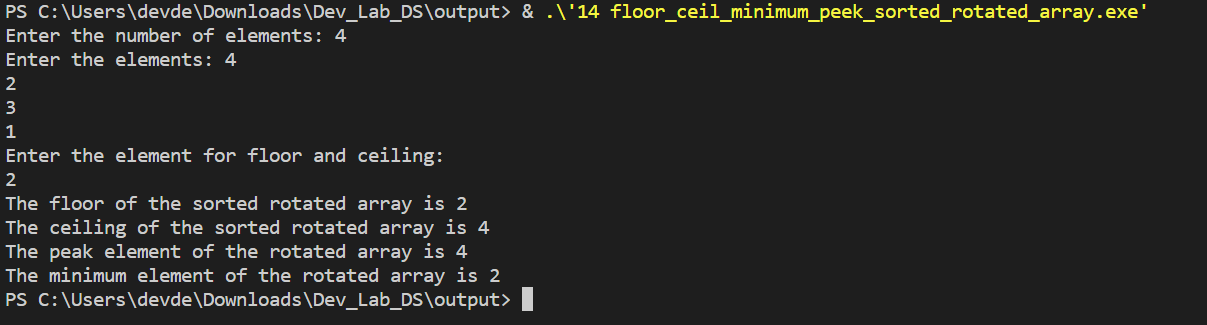 PS C:\Users\devde\Downloads\Dev_Lab_DS\output> & .\'14 floor_ceil_minimum_peek_sorted_rotated_array.exe'
Enter the number of elements: 4
Enter the elements: 4
2
3
1
Enter the element for floor and ceiling:
2
The floor of the sorted rotated array is 2
The ceiling of the sorted rotated array is 4
The peak element of the rotated array is 4
The minimum element of the rotated array is 2
PS C:\Users\devde\Downloads\Dev_Lab_DS\output>